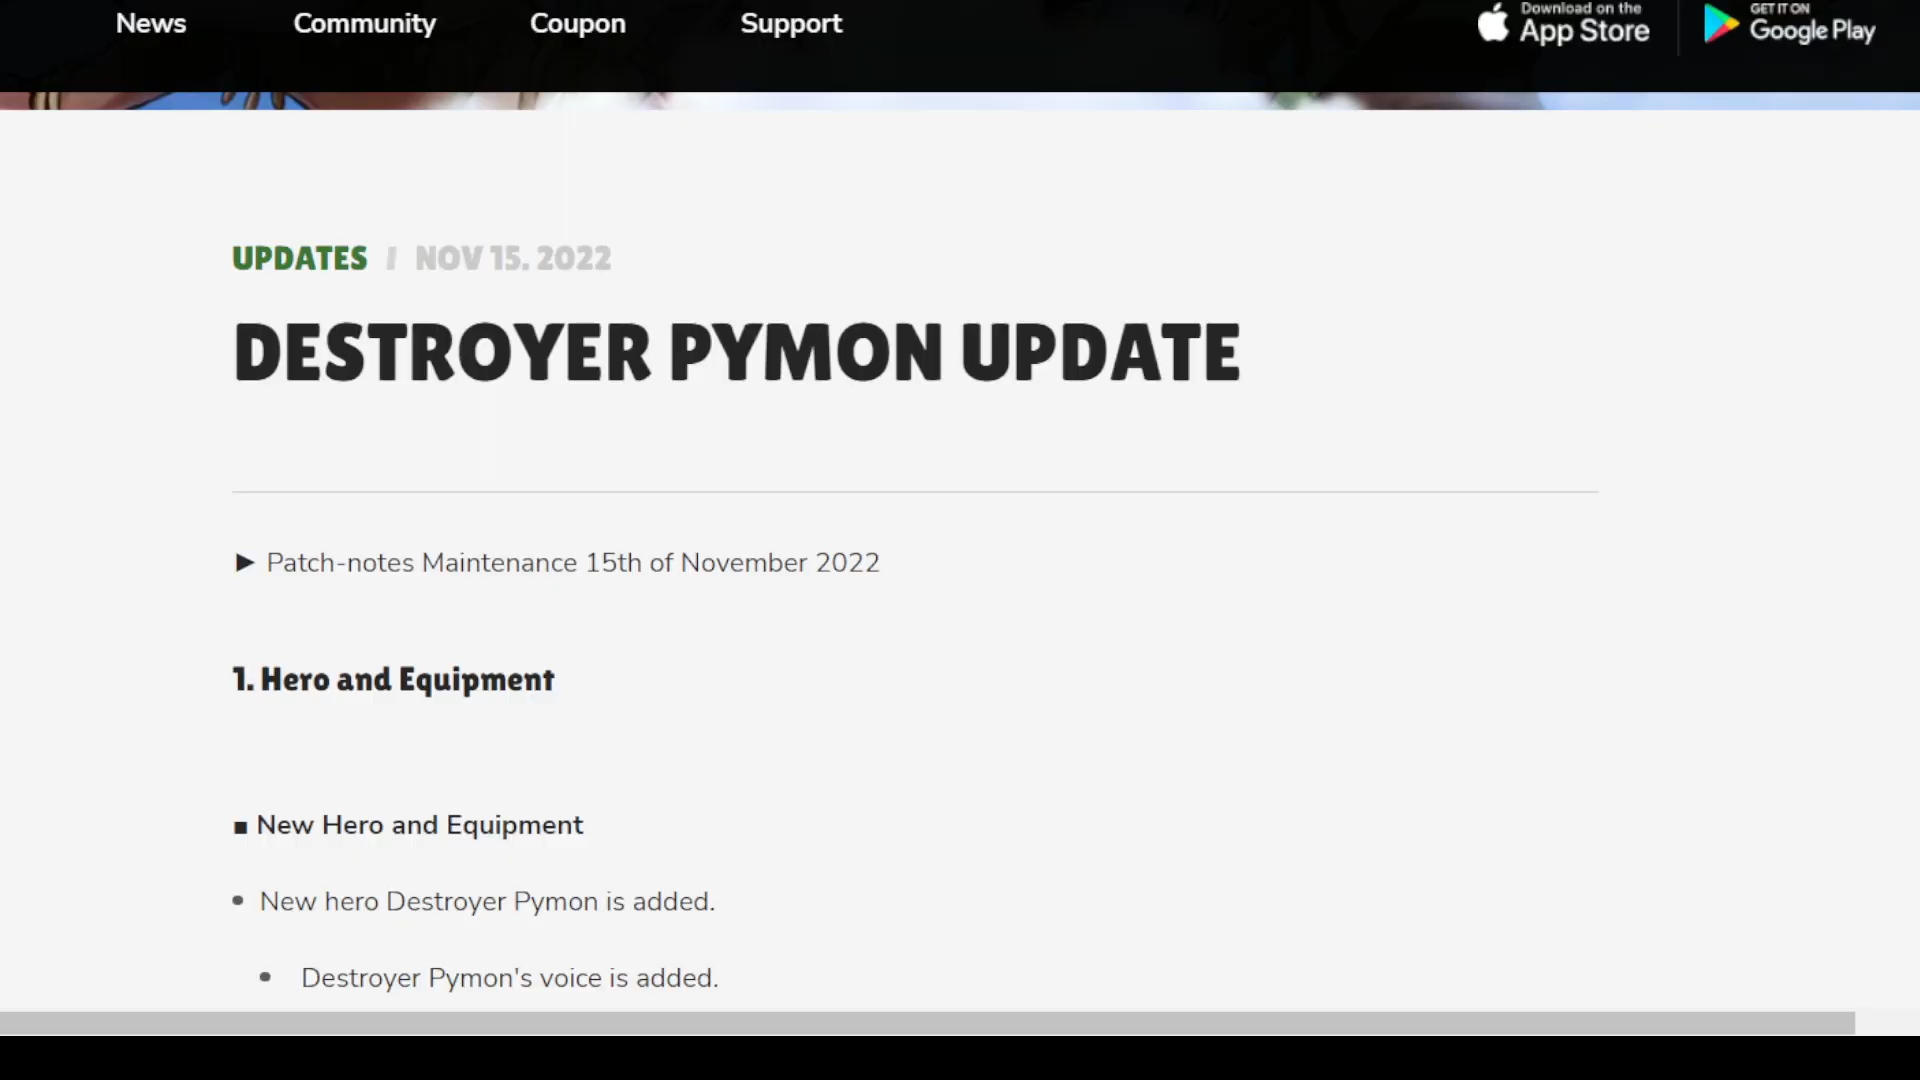 News Community Coupon Support Download on the App Store GET IT ON Google Play
UPDATES / NOV 15. 2022
DESTROYER PYMON UPDATE
► Patch-notes Maintenance 15th of November 2022
1. Hero and Equipment
■ New Hero and Equipment
• New hero Destroyer Pymon is added.
• Destroyer Pymon's voice is added.